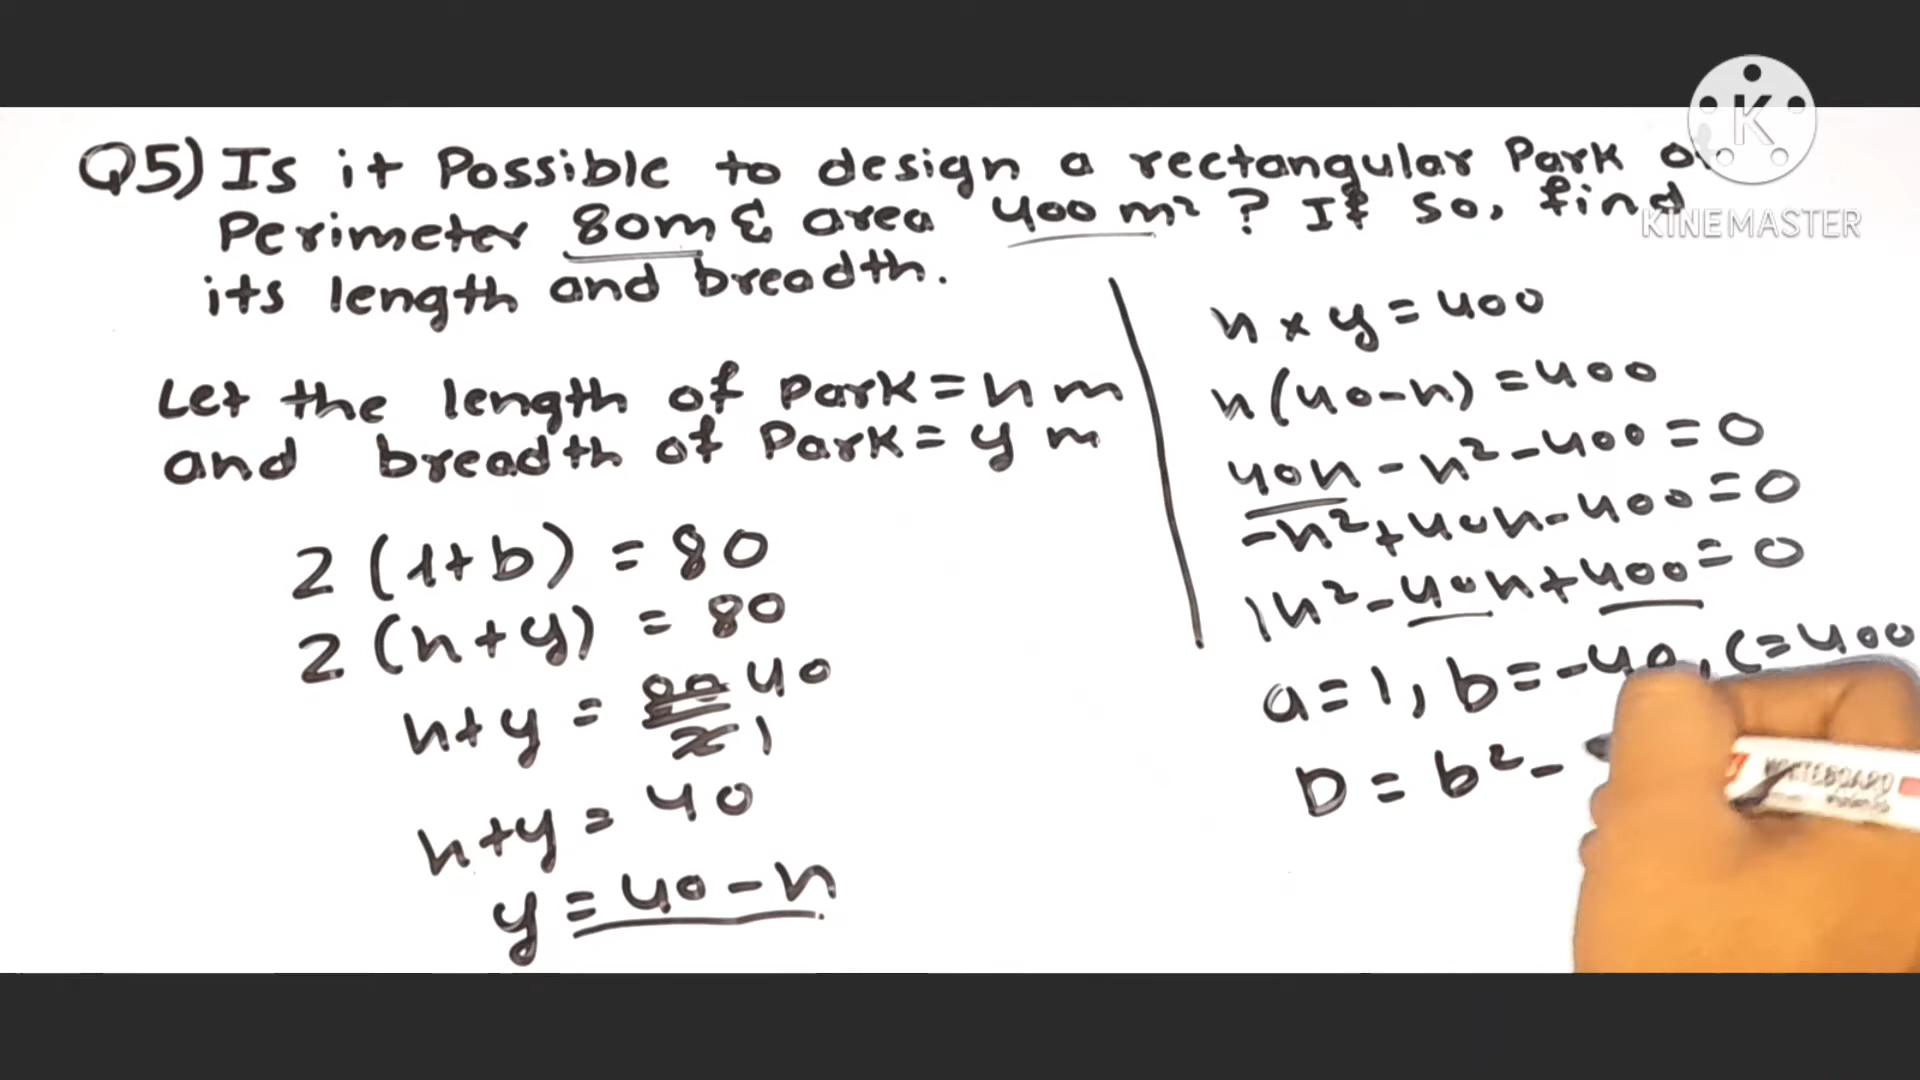 Q5) Is it Possible to design a rectangular Park
Perimeter 80m & area 400 m² ? If so, find
its length and breadth.
Let the length of Park = x m
and breadth of Park = y m
2 (l+b) = 80
2 (x+y) = 80
x+y = 80/2 40/1
x+y = 40
y = 40 - x
x × y = 400
x (40-x) = 400
40x - x² - 400 = 0
-x² + 40x - 400 = 0
1x² - 40x + 400 = 0
a = 1, b = -40, c = 400
D = b² -
K
KINEMASTER
WHITEBOARD